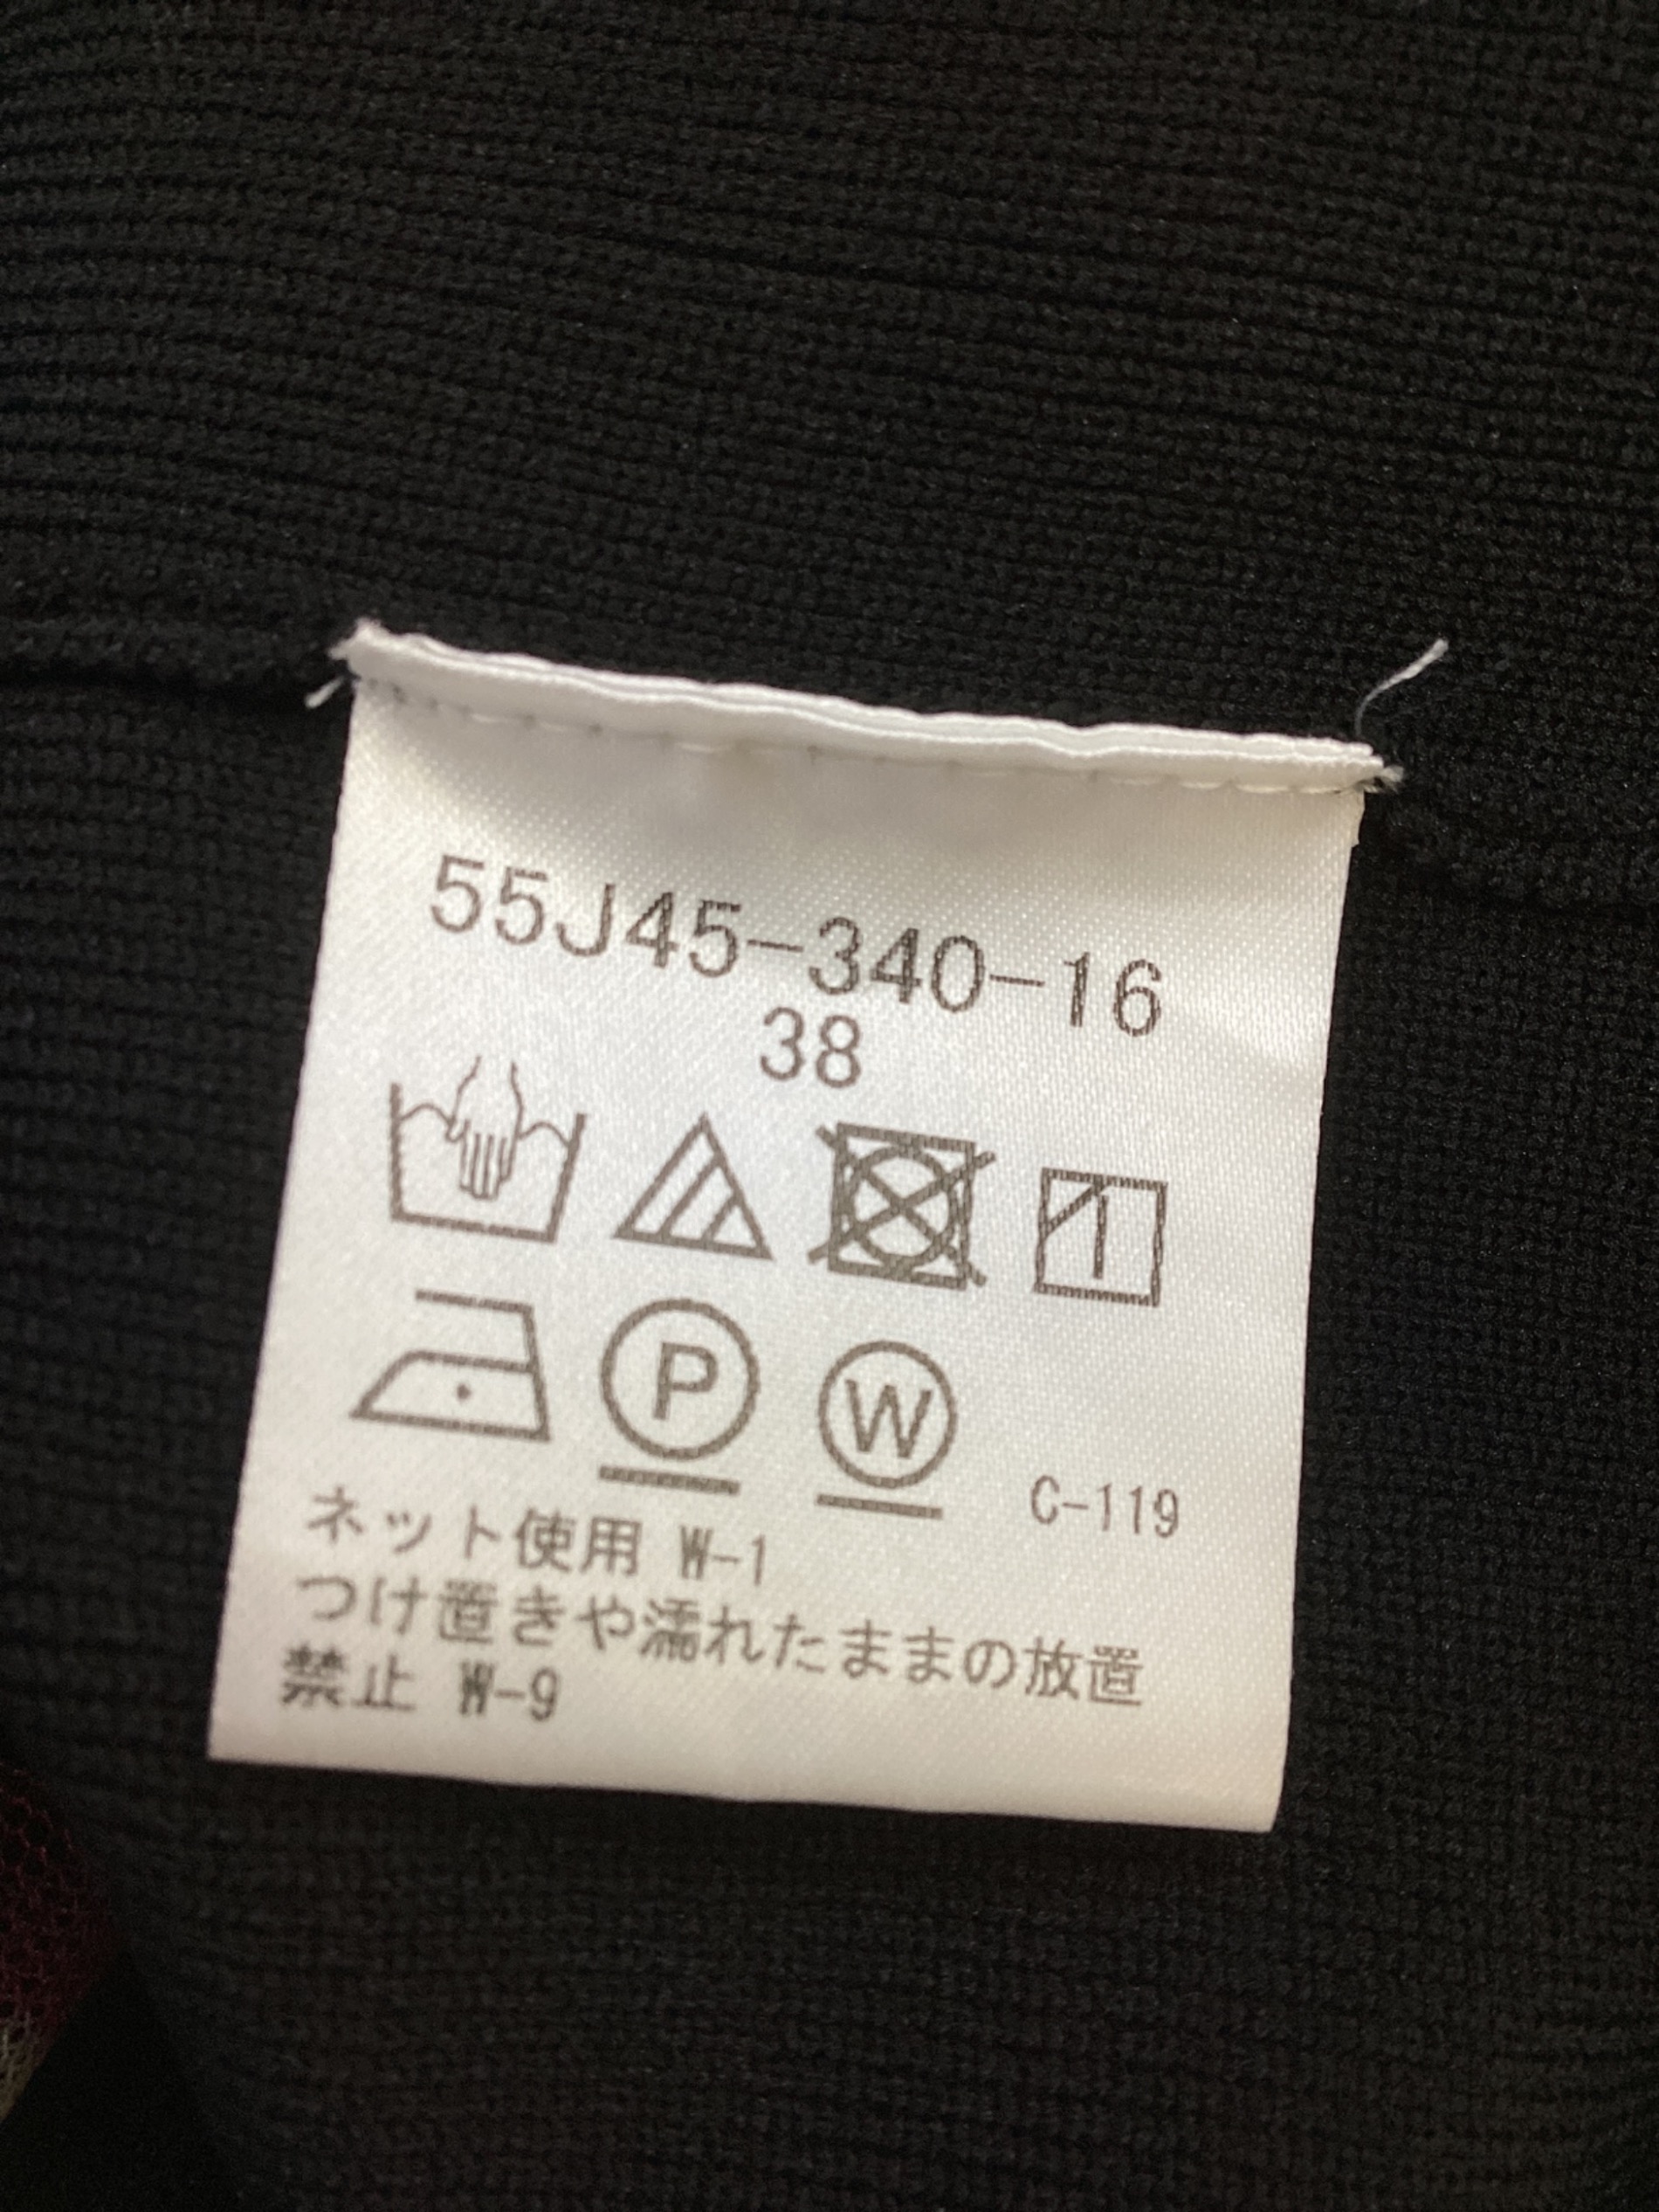 55J45-340-16
38
P W
C-119
ネット使用 W-1
つけ置きや濡れたままの放置
禁止 W-9